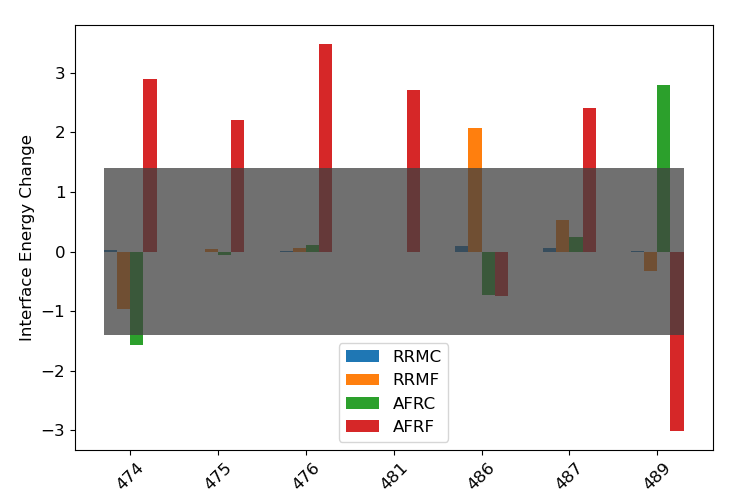 Interface Energy Change
3
2
1
0
−1
−2
−3
RRMC
RRMF
AFRC
AFRF
474 475 476 481 486 487 489